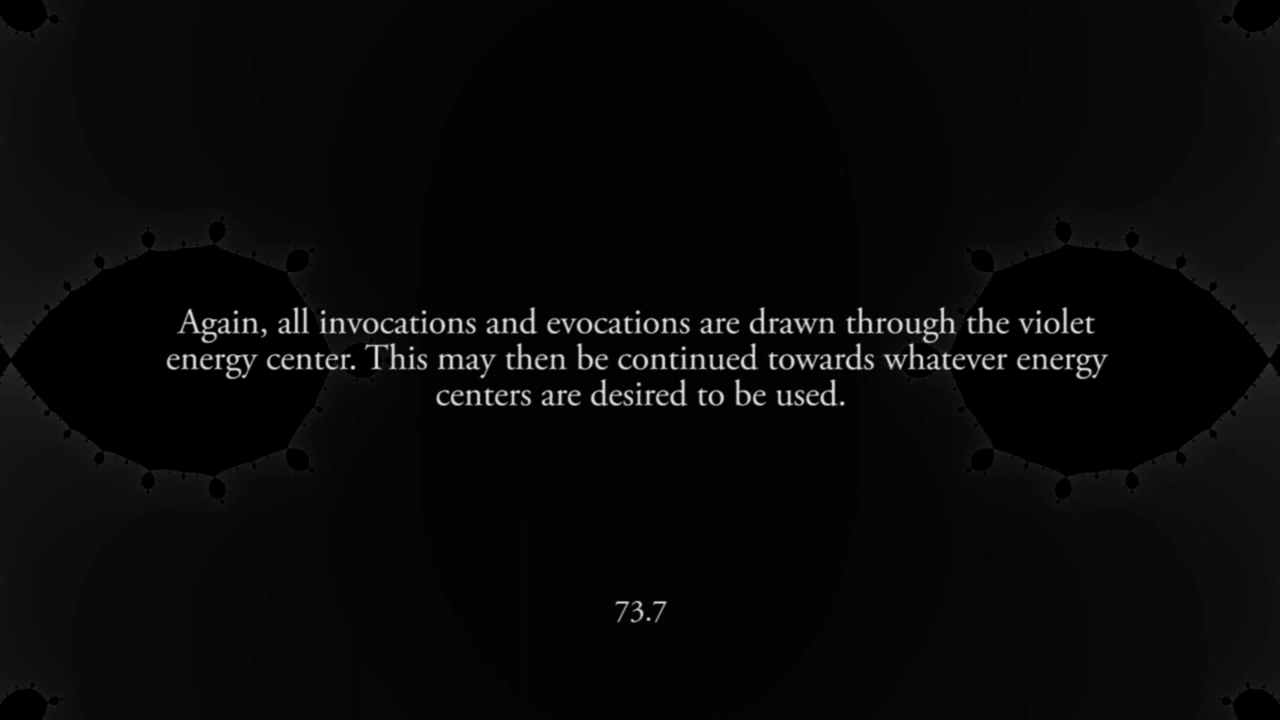 Again, all invocations and evocations are drawn through the violet
energy center. This may then be continued towards whatever energy
centers are desired to be used.
73.7